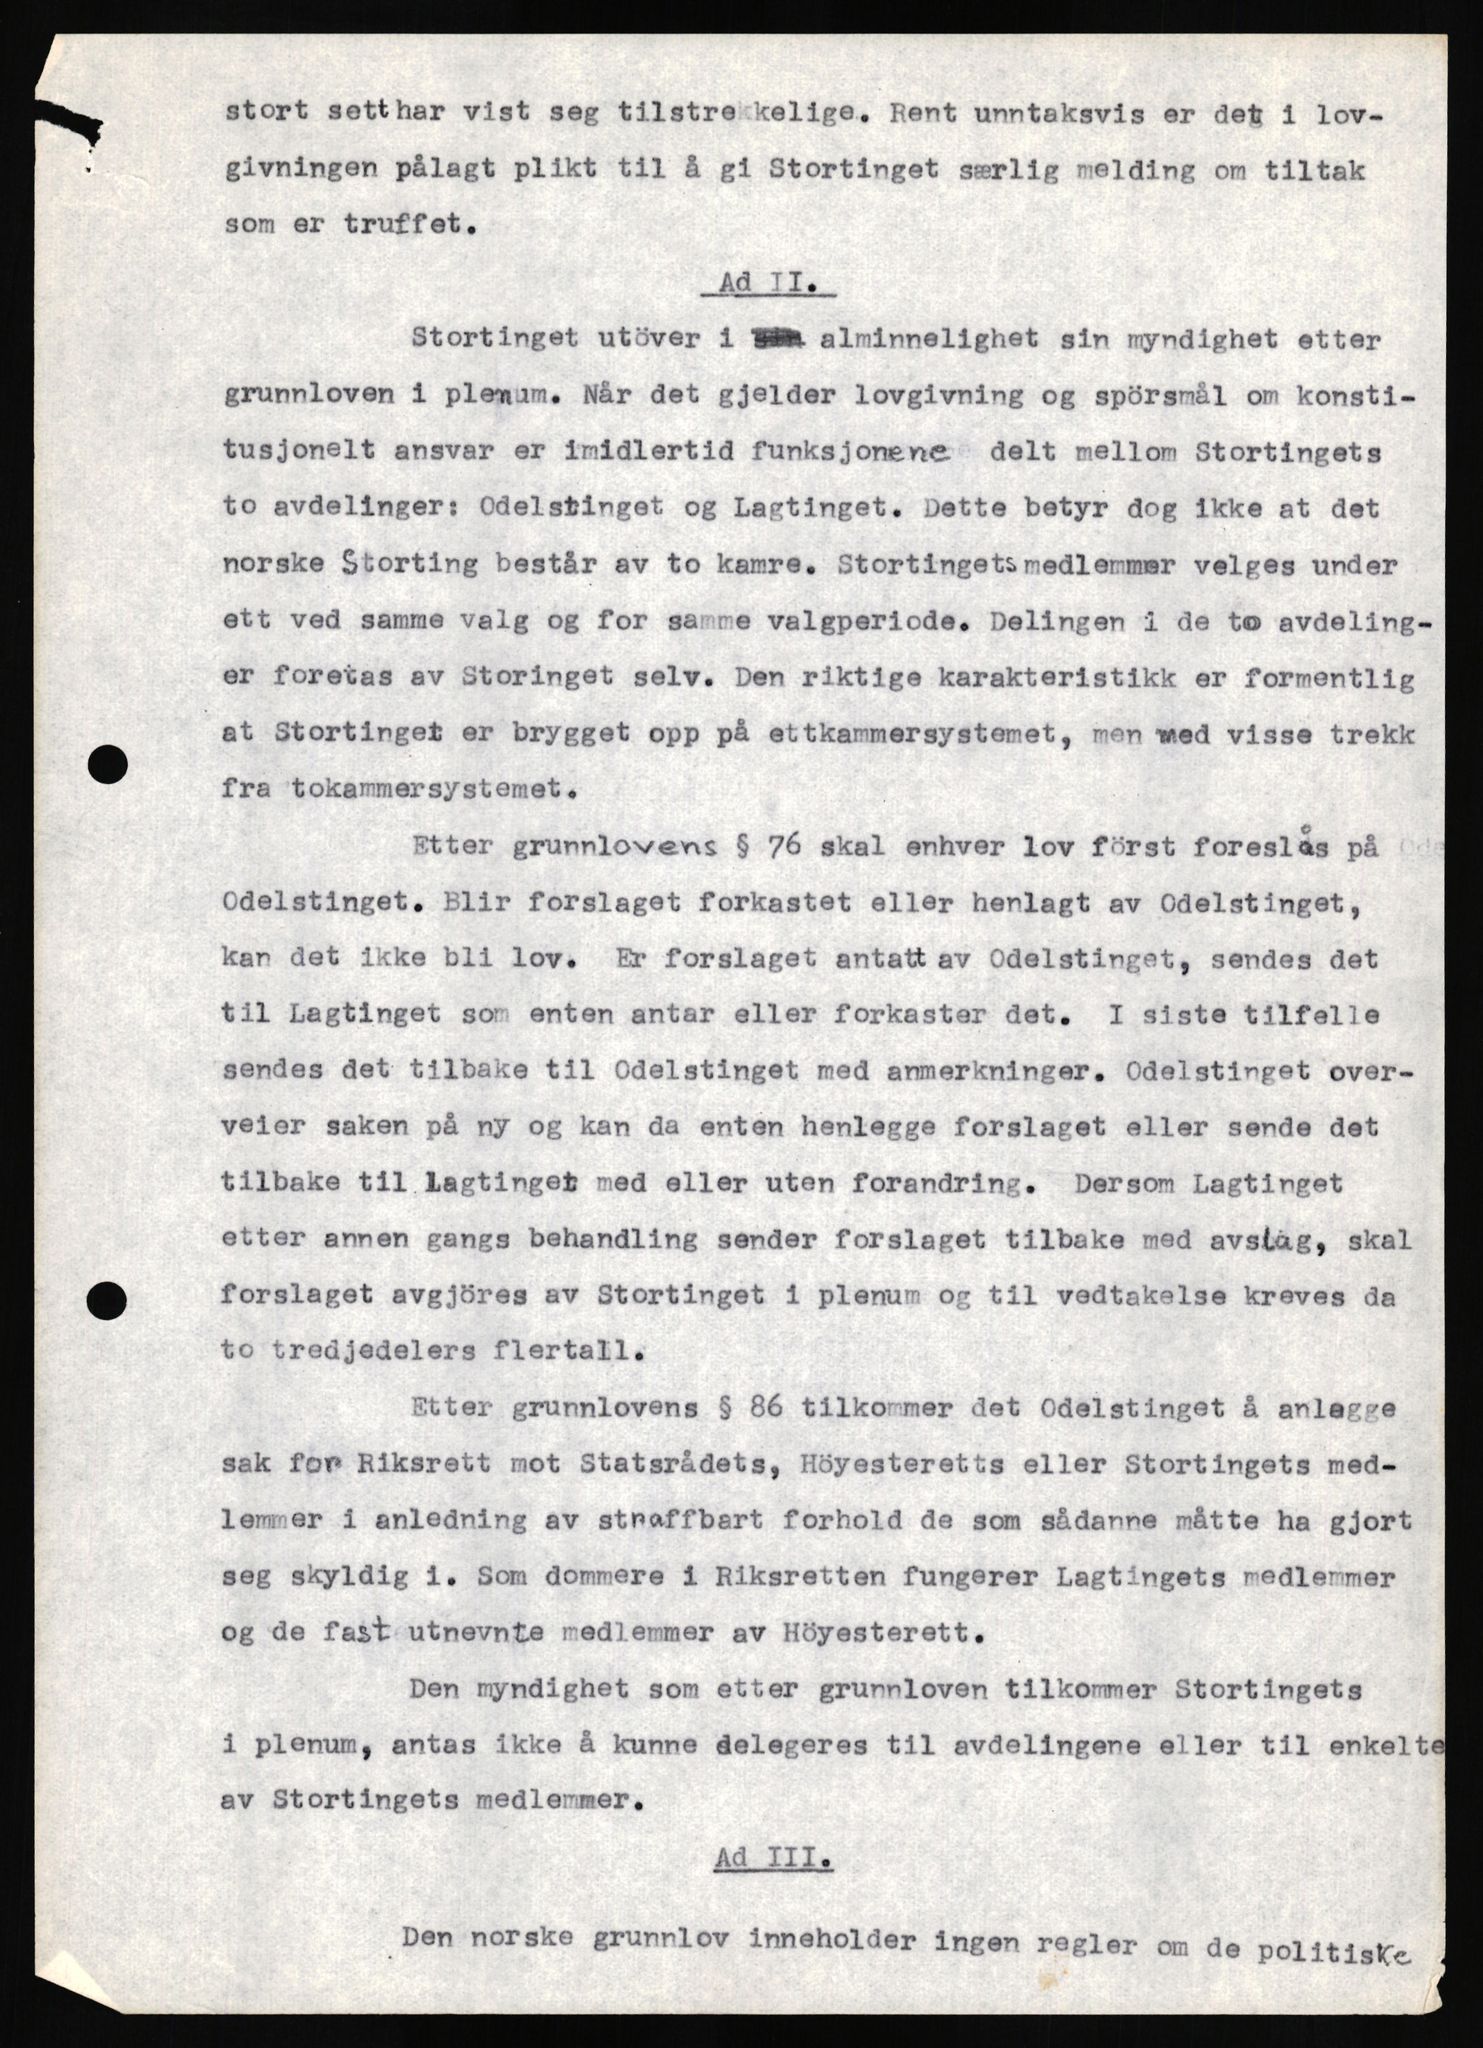 stort sett har vist seg tilstrekkelige. Rent unntaksvis er det i lov-
givningen pålagt plikt til å gi Stortinget særlig melding om tiltak
som er truffet.
Ad II.
Stortinget utöver i alminnelighet sin myndighet etter
grunnloven i plenum. Når det gjelder lovgivning og spörsmål om konsti-
tusjonelt ansvar er imidlertid funksjonene delt mellom Stortingets
to avdelinger: Odelstinget og Lagtinget. Dette betyr dog ikke at det
norske Storting består av to kamre. Stortingets medlemmer velges under
ett ved samme valg og for samme valgperiode. Delingen i de to avdeling-
er foretas av Storinget selv. Den riktige karakteristikk er formentlig
at Stortinget er brygget opp på ettkammersystemet, men med visse trekk
fra tokammersystemet.
Etter grunnlovens § 76 skal enhver lov först foreslås på
Odelstinget. Blir forslaget forkastet eller henlagt av Odelstinget,
kan det ikke bli lov. Er forslaget antatt av Odelstinget, sendes det
til Lagtinget som enten antar eller forkaster det. I siste tilfelle
sendes det tilbake til Odelstinget med anmerkninger. Odelstinget over-
veier saken på ny og kan da enten henlegge forslaget eller sende det
tilbake til Lagtinget med eller uten forandring. Dersom Lagtinget
etter annen gangs behandling sender forslaget tilbake med avslag, skal
forslaget avgjöres av Stortinget i plenum og til vedtakelse kreves da
to tredjedelers flertall.
Etter grunnlovens § 86 tilkommer det Odelstinget å anlegge
sak for Riksrett mot Statsrådets, Höyesteretts eller Stortingets med-
lemmer i anledning av straffbart forhold de som sådanne måtte ha gjort
seg skyldig i. Som dommere i Riksretten fungerer Lagtingets medlemmer
og de fast utnevnte medlemmer av Höyesterett.
Den myndighet som etter grunnloven tilkommer Stortingets
i plenum, antas ikke å kunne delegeres til avdelingene eller til enkelte
av Stortingets medlemmer.
Ad III.
Den norske grunnlov inneholder ingen regler om de politiske